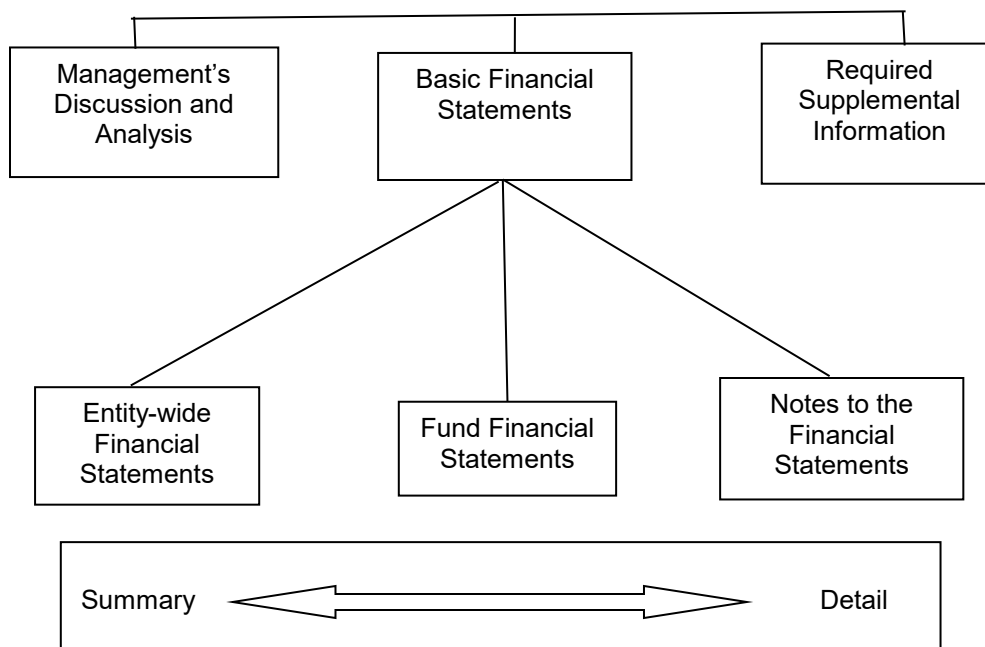 Management’s
Discussion and
Analysis
Basic Financial
Statements
Required
Supplemental
Information
Entity-wide
Financial
Statements
Fund Financial
Statements
Notes to the
Financial
Statements
Summary
Detail